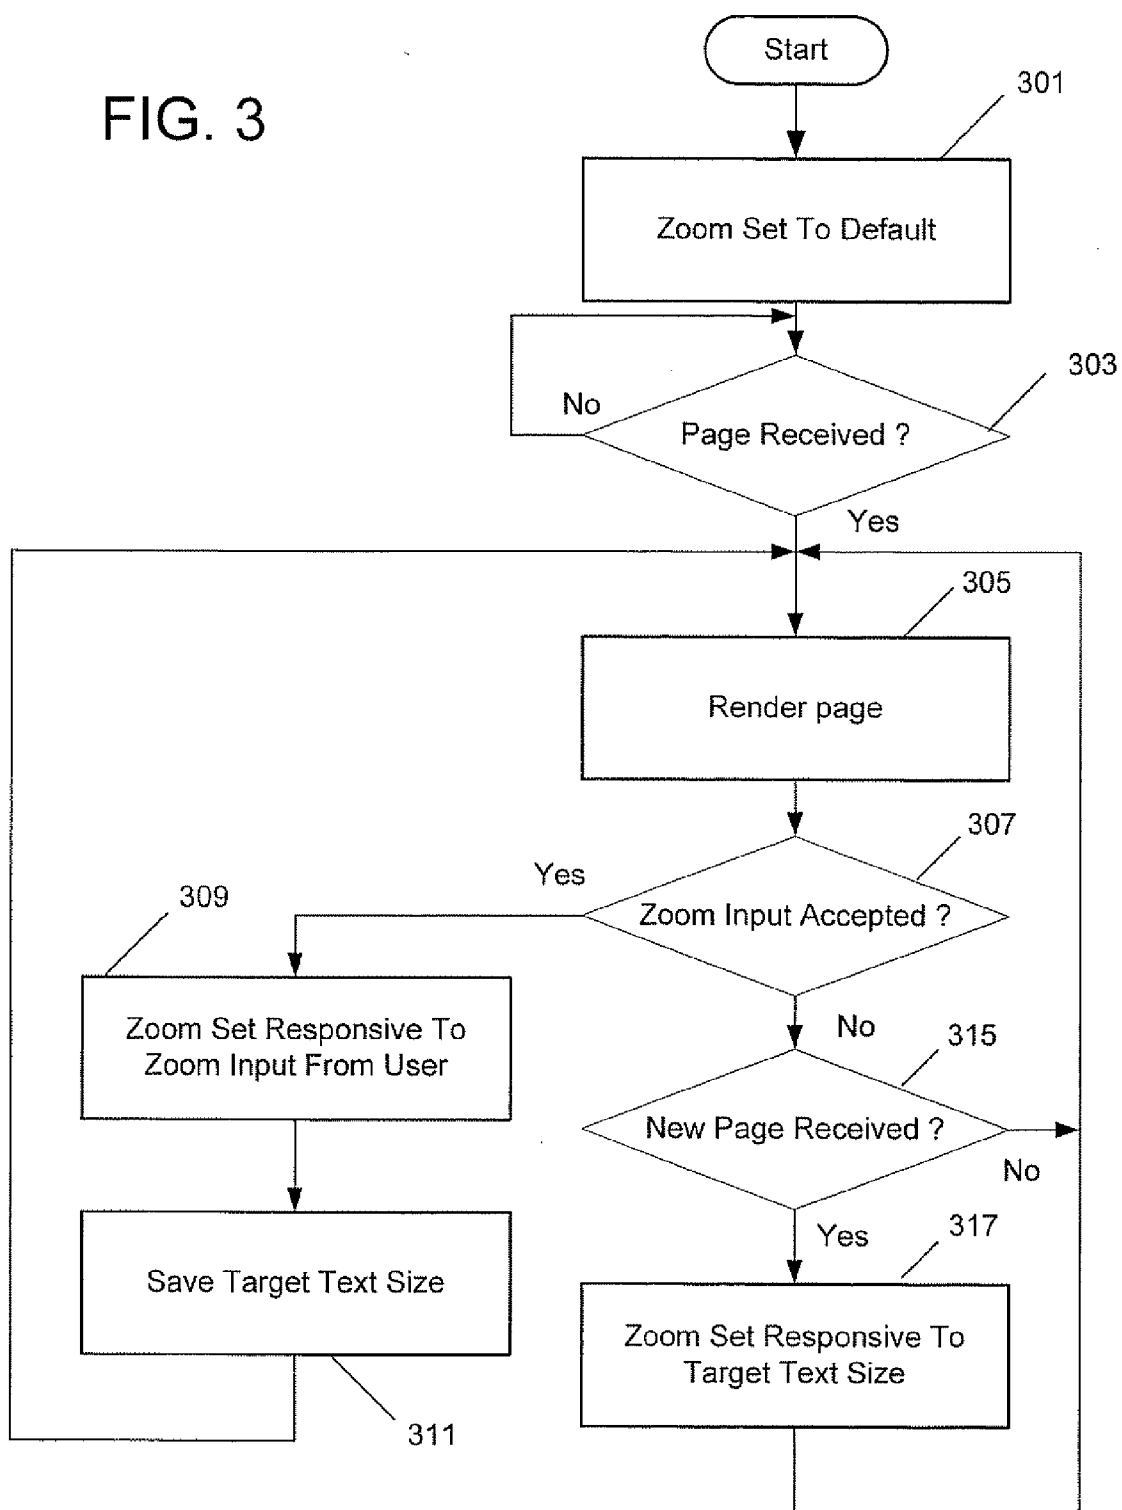 Start
301
FIG. 3
Zoom Set To Default
303
No
Page Received ?
Yes
305
Render page
307
Yes
309
Zoom Input Accepted ?
Zoom Set Responsive To
Zoom Input From User
No
315
New Page Received ?
No
317
Yes
Save Target Text Size
Zoom Set Responsive To
Target Text Size
311